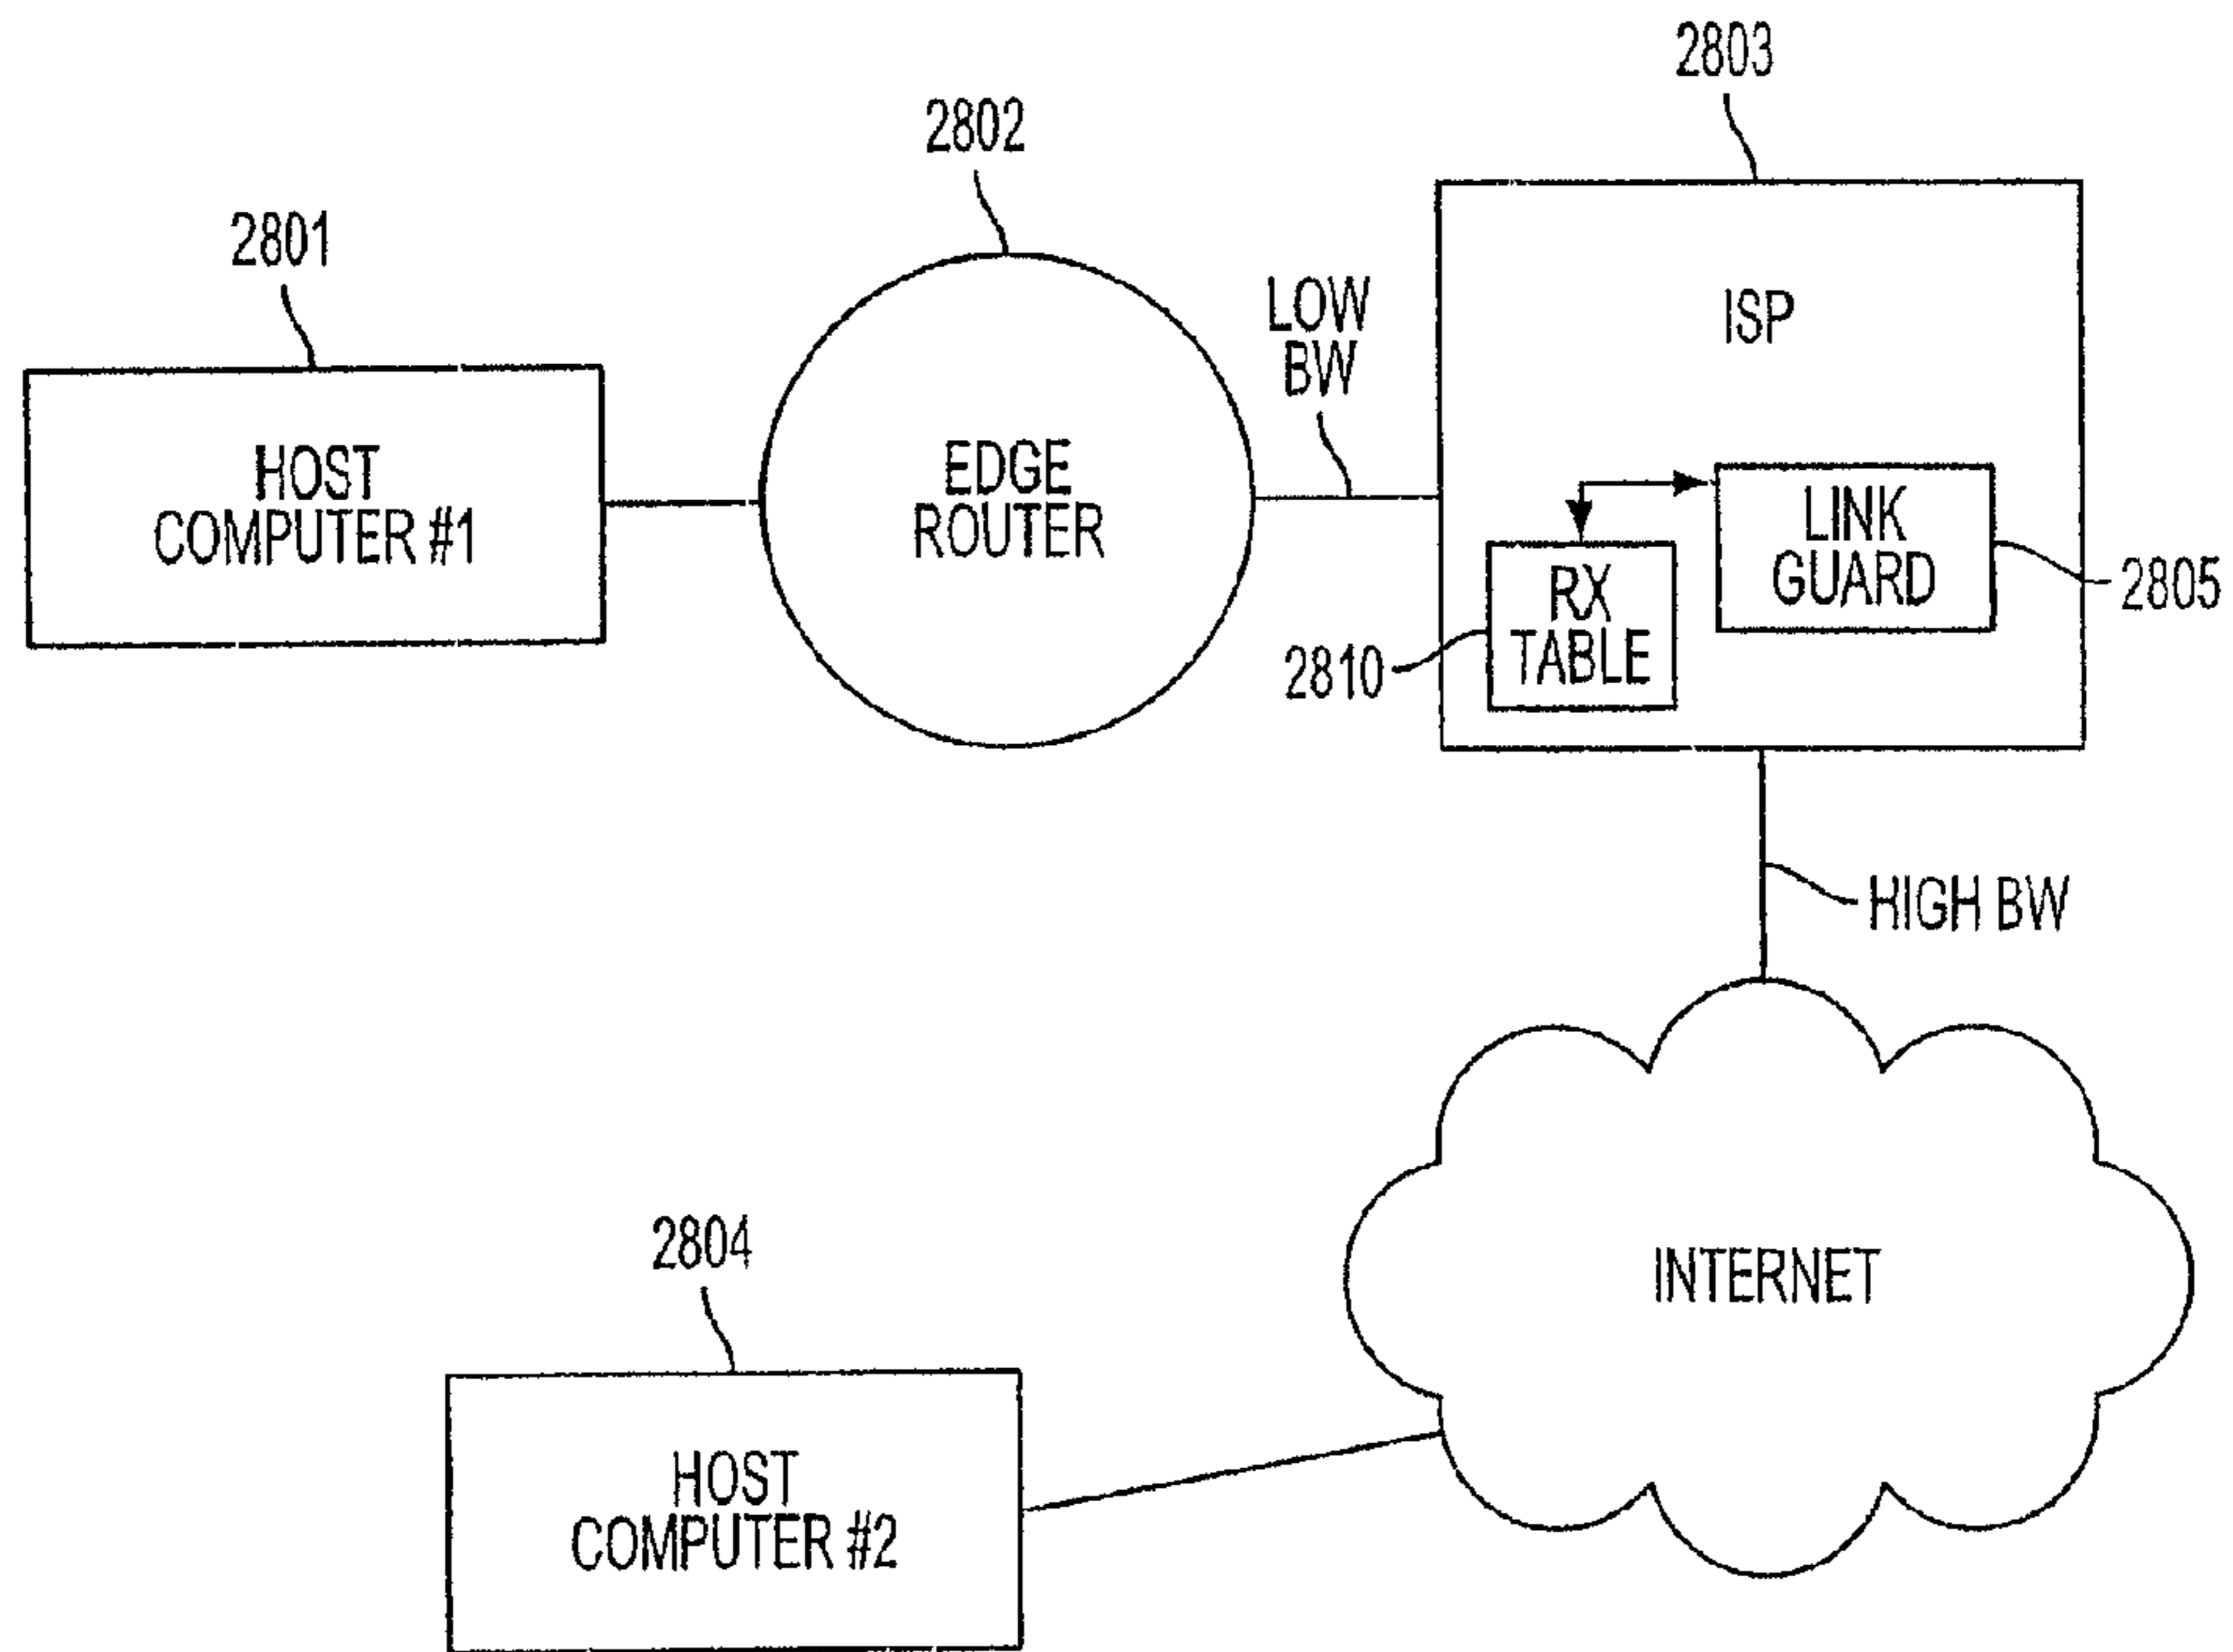 2803
2802
2801
LOW
BW
ISP
HOST
COMPUTER #1
EDGE
ROUTER
LINK
GUARD
2805
RX
TABLE
2810
HIGH BW
2804
INTERNET
HOST
COMPUTER #2